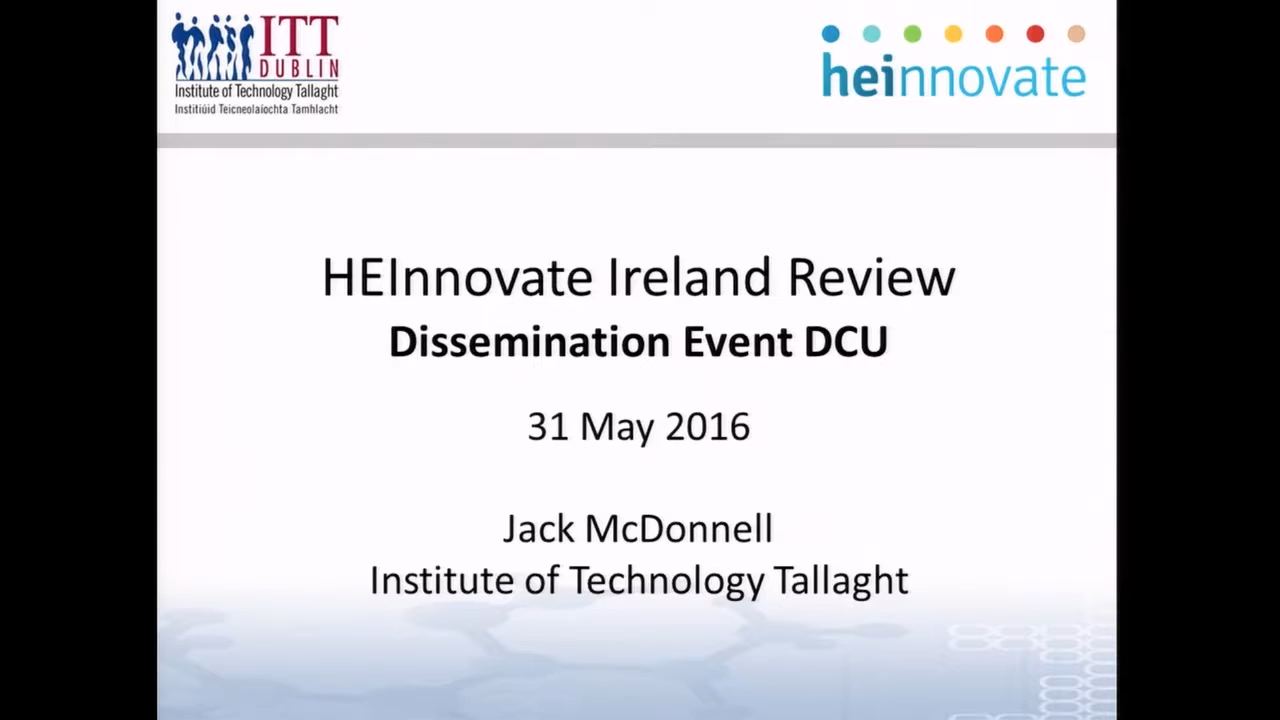 ITT
DUBLIN
Institute of Technology Tallaght
Institiúid Teicneolaíochta Tamhlacht
heinnovate
HEInnovate Ireland Review
Dissemination Event DCU
31 May 2016
Jack McDonnell
Institute of Technology Tallaght